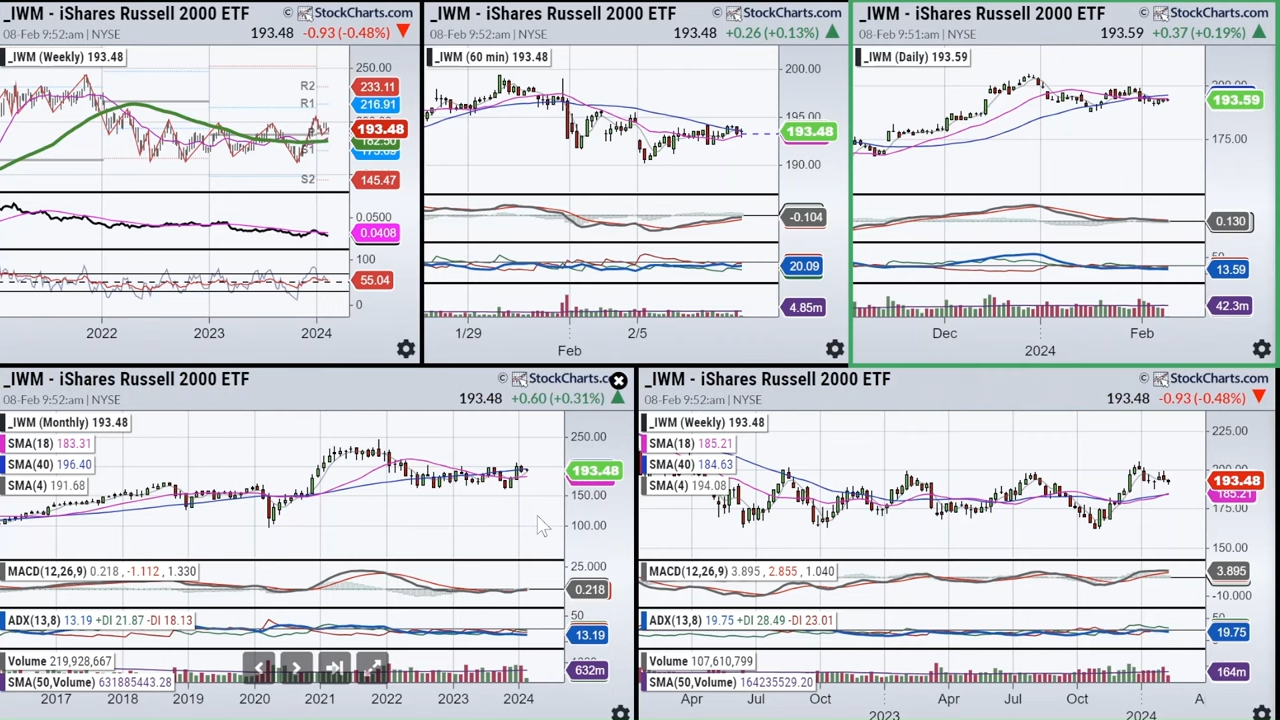 _IWM - iShares Russell 2000 ETF © StockCharts.com
08-Feb 9:52:am | NYSE 193.48 -0.93 (-0.48%)
_IWM (Weekly) 193.48
250.00
R2
233.11
R1
216.91
193.48
182.50
S1
S2
145.47
0.0500
0.0408
100
55.04
0
2022 2023 2024
_IWM - iShares Russell 2000 ETF © StockCharts.com
08-Feb 9:52:am | NYSE 193.48 +0.26 (+0.13%)
_IWM (60 min) 193.48
200.00
195.00
193.48
190.00
-0.104
20.09
4.85m
1/29 2/5
Feb
_IWM - iShares Russell 2000 ETF © StockCharts.com
08-Feb 9:51:am | NYSE 193.59 +0.37 (+0.19%)
_IWM (Daily) 193.59
193.59
175.00
0.130
13.59
42.3m
Dec Feb
2024
_IWM - iShares Russell 2000 ETF ©
08-Feb 9:52:am | NYSE 193.48 +0.60 (+0.31%)
_IWM (Monthly) 193.48
250.00
SMA(18) 183.31
SMA(40) 196.40
193.48
SMA(4) 191.68
150.00
100.00
25.000
MACD(12,26,9) 0.218 , -1.112 , 1.330
0.218
50
ADX(13,8) 13.19 +DI 21.87 -DI 18.13
13.19
Volume 219,928,667
632m
SMA(50,Volume) 631885443.28
2017 2018 2019 2020 2021 2022 2023 2024
_IWM - iShares Russell 2000 ETF © StockCharts.com
08-Feb 9:52:am | NYSE 193.48 -0.93 (-0.48%)
_IWM (Weekly) 193.48
225.00
SMA(18) 185.21
SMA(40) 184.63
193.48
SMA(4) 194.08
185.21
175.00
150.00
MACD(12,26,9) 3.895 , 2.855 , 1.040
3.895
-10.000
ADX(13,8) 19.75 +DI 28.49 -DI 23.01
19.75
Volume 107,610,799
164m
SMA(50,Volume) 164235529.20
Apr Jul Oct Apr Jul Oct
2023 2024